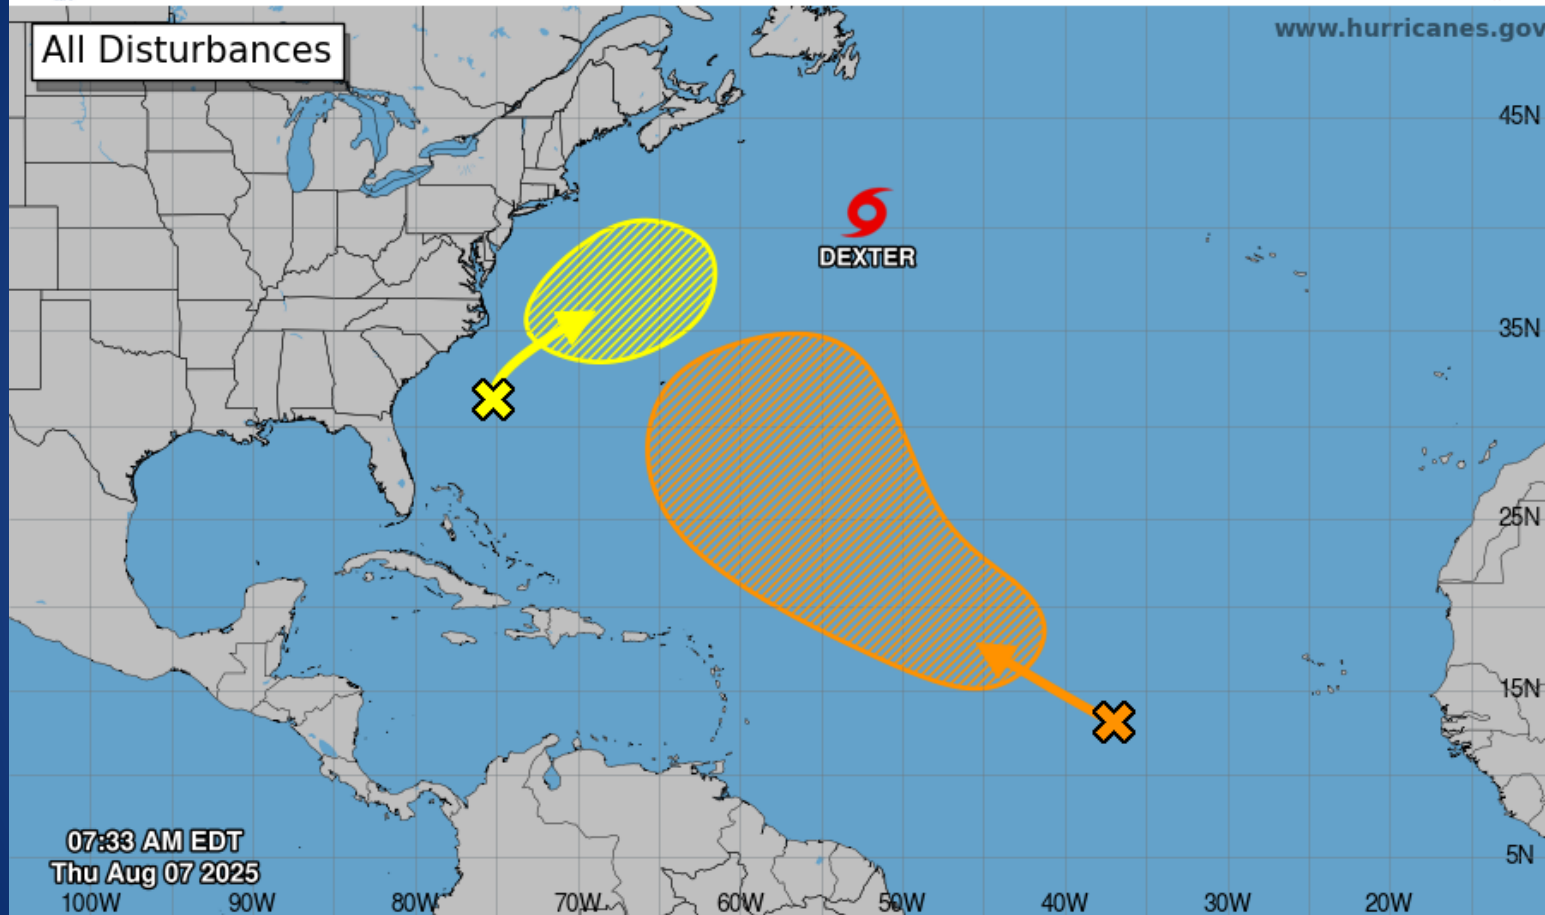 All Disturbances
www.hurricanes.gov
45N
DEXTER
35N
25N
15N
07:33 AM EDT
Thu Aug 07 2025
5N
100W 90W 80W 70W 60W 50W 40W 30W 20W